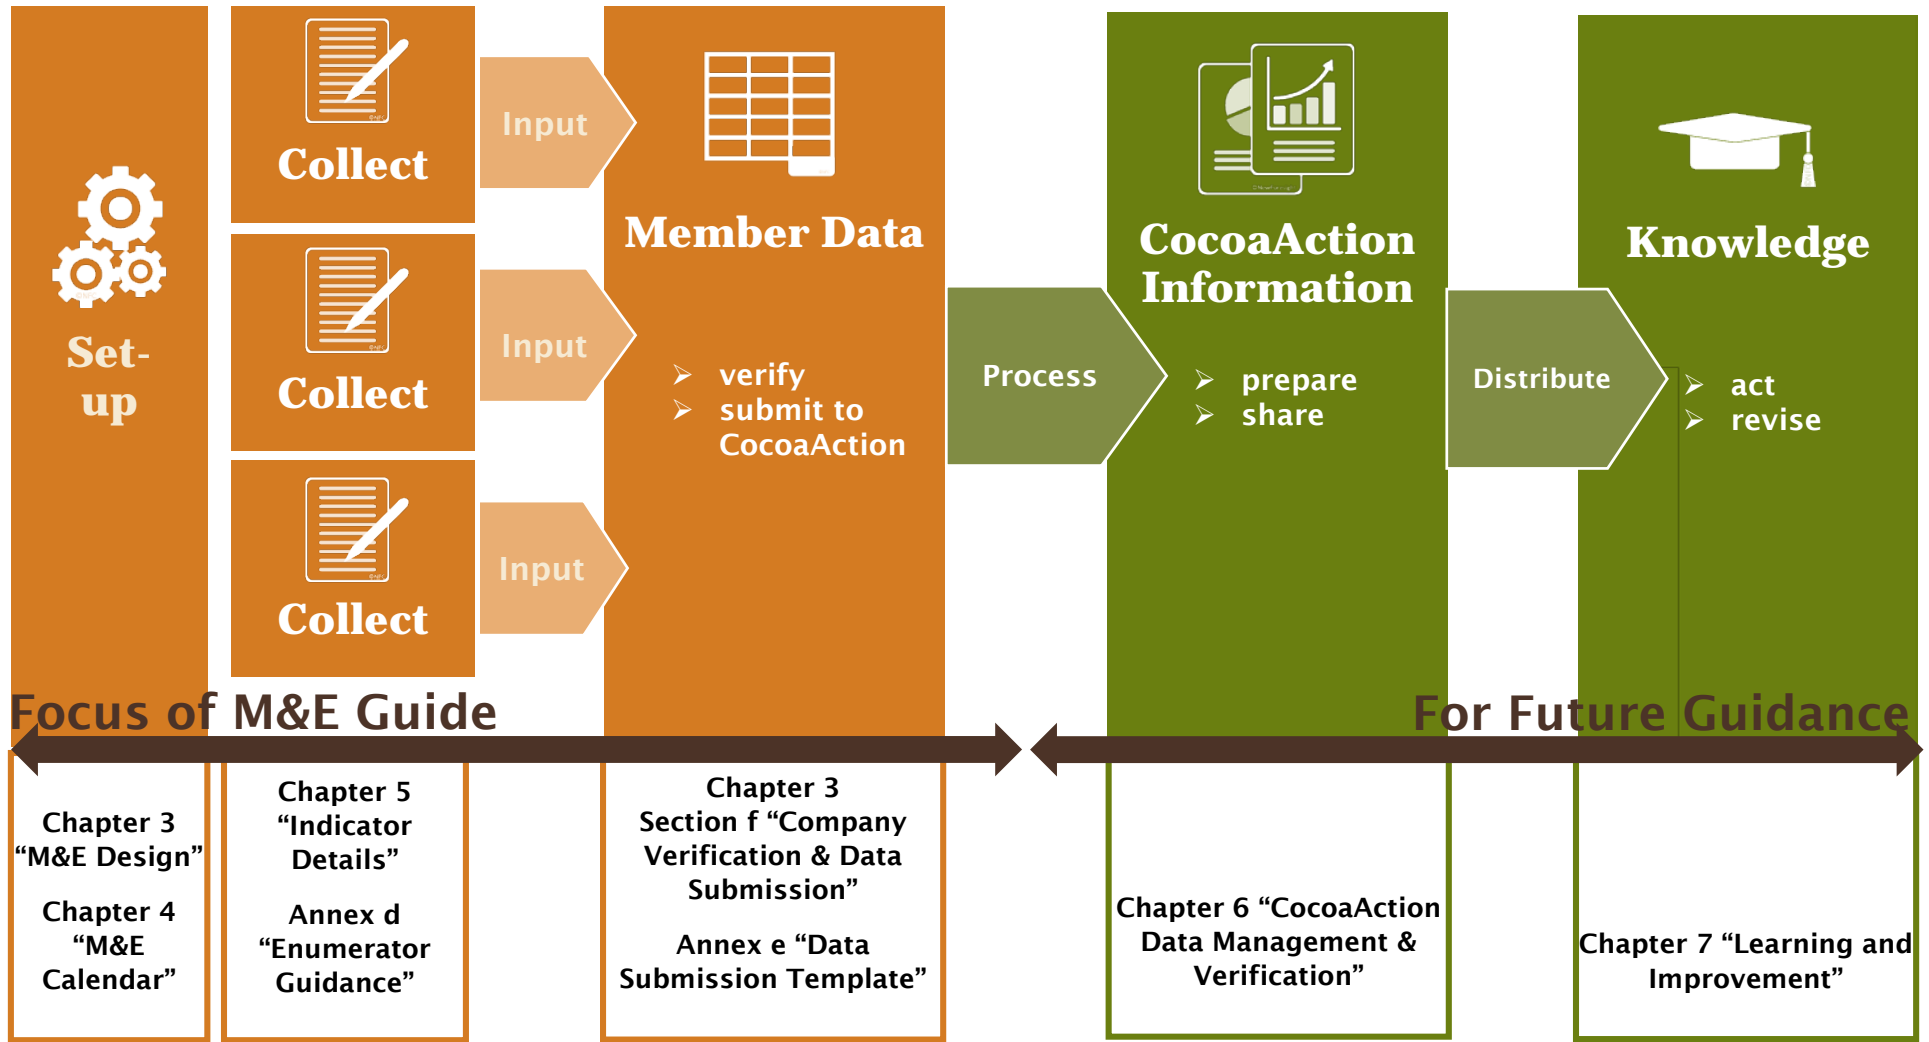 Set-
up
Collect
Collect
Collect
Input
Input
Input
Member Data
➢ verify
➢ submit to
CocoaAction
Process
CocoaAction
Information
➢ prepare
➢ share
Distribute
Knowledge
➢ act
➢ revise
Focus of M&E Guide
For Future Guidance
Chapter 3
“M&E Design”
Chapter 4
“M&E
Calendar”
Chapter 5
“Indicator
Details”
Annex d
“Enumerator
Guidance”
Chapter 3
Section f “Company
Verification & Data
Submission”
Annex e “Data
Submission Template”
Chapter 6 “CocoaAction
Data Management &
Verification”
Chapter 7 “Learning and
Improvement”